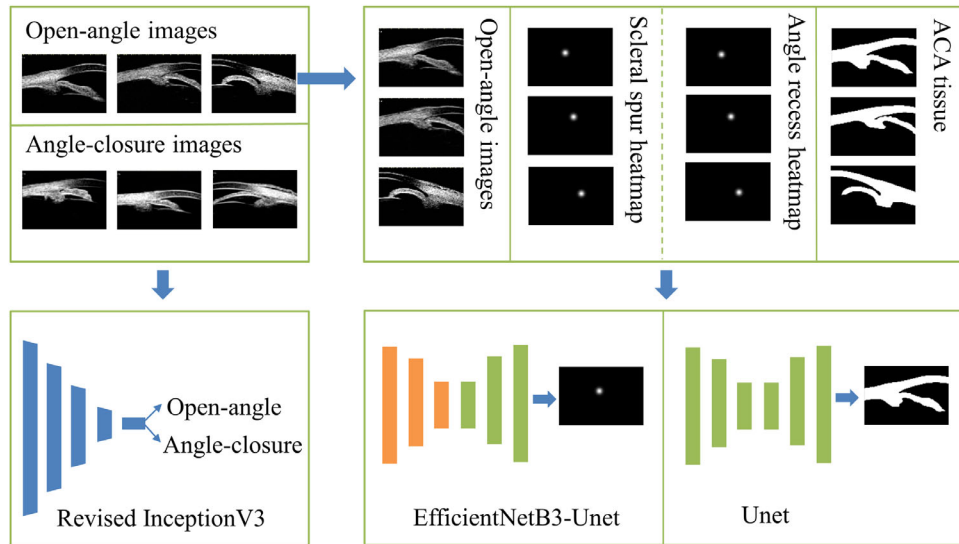 Open-angle images
Angle-closure images
Open-angle images
Scleral spur heatmap
Angle recess heatmap
ACA tissue
Open-angle
Angle-closure
Revised InceptionV3
EfficientNetB3-Unet
Unet